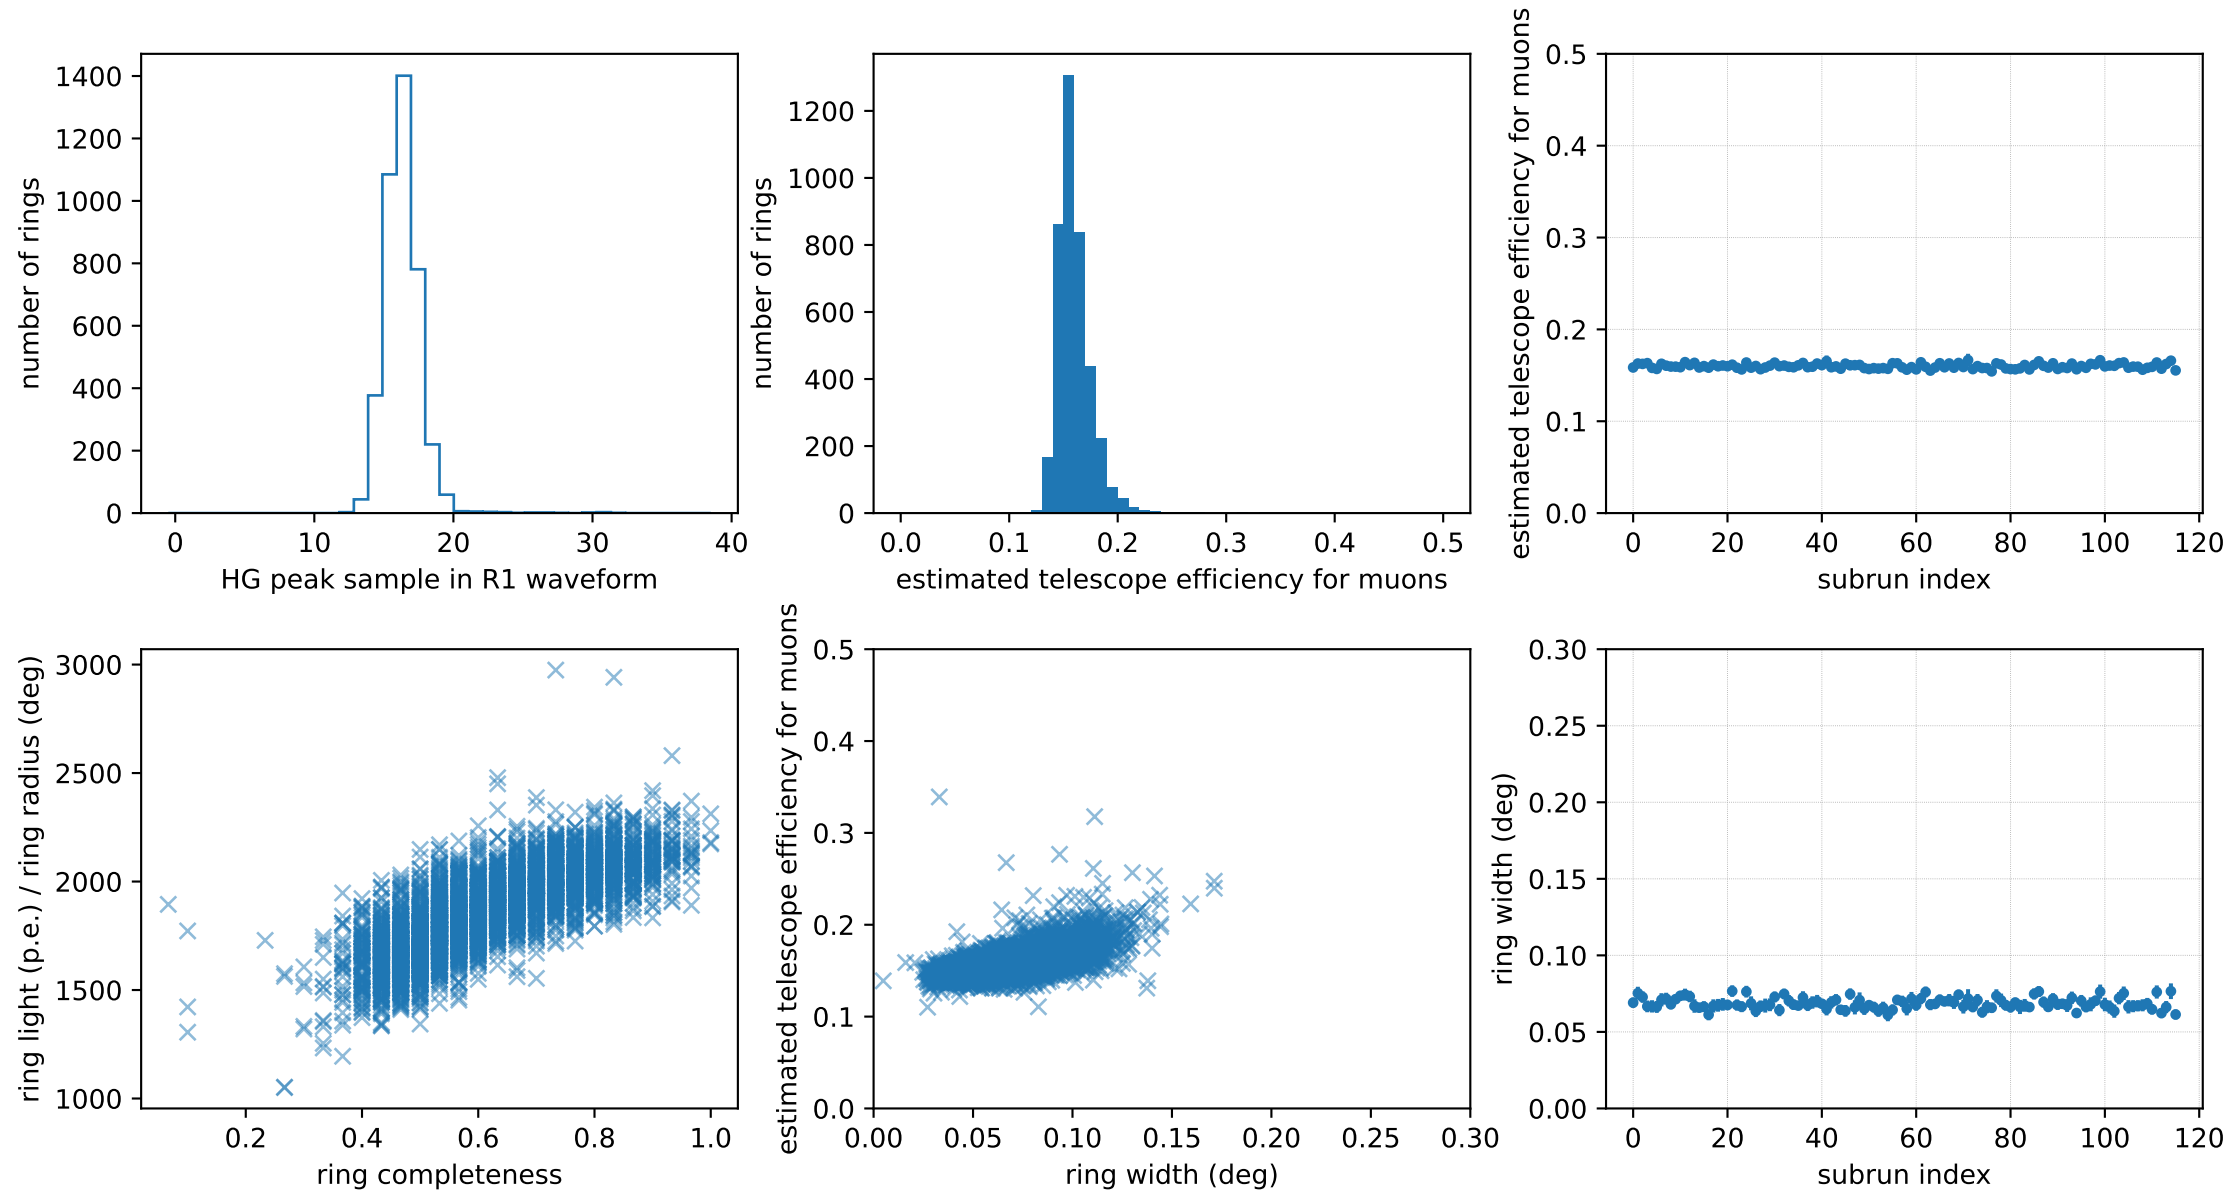 number of rings
1400
1200
1000
800
600
400
200
0
0 10 20 30 40
HG peak sample in R1 waveform
number of rings
1200
1000
800
600
400
200
0
0.0 0.1 0.2 0.3 0.4 0.5
estimated telescope efficiency for muons
estimated telescope efficiency for muons
0.5
0.4
0.3
0.2
0.1
0.0
0 20 40 60 80 100 120
subrun index
ring light (p.e.) / ring radius (deg)
3000
2500
2000
1500
1000
0.2 0.4 0.6 0.8 1.0
ring completeness
estimated telescope efficiency for muons
0.5
0.4
0.3
0.2
0.1
0.0
0.00 0.05 0.10 0.15 0.20 0.25 0.30
ring width (deg)
ring width (deg)
0.30
0.25
0.20
0.15
0.10
0.05
0.00
0 20 40 60 80 100 120
subrun index